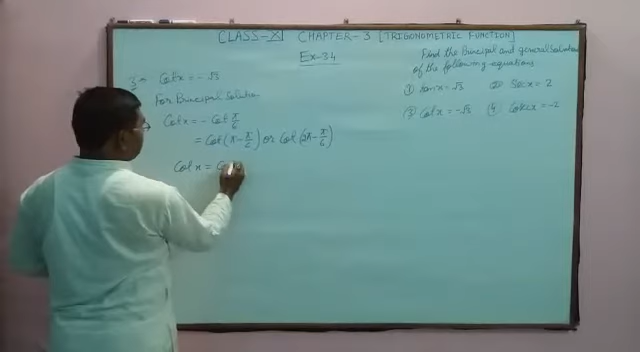 CLASS-XI CHAPTER-3 [TRIGONOMETRIC FUNCTION]
Ex-3.4
Find the Principal and general Solution
of the following equations
① tan x = √3 ② Sec x = 2
③ Cot x = -√3 ④ Cosec x = -2
3 → Cot x = -√3
For Principal Solution
Cot x = - Cot π/6
= Cot (π - π/6) or Cot (2π - π/6)
Cot x = Co